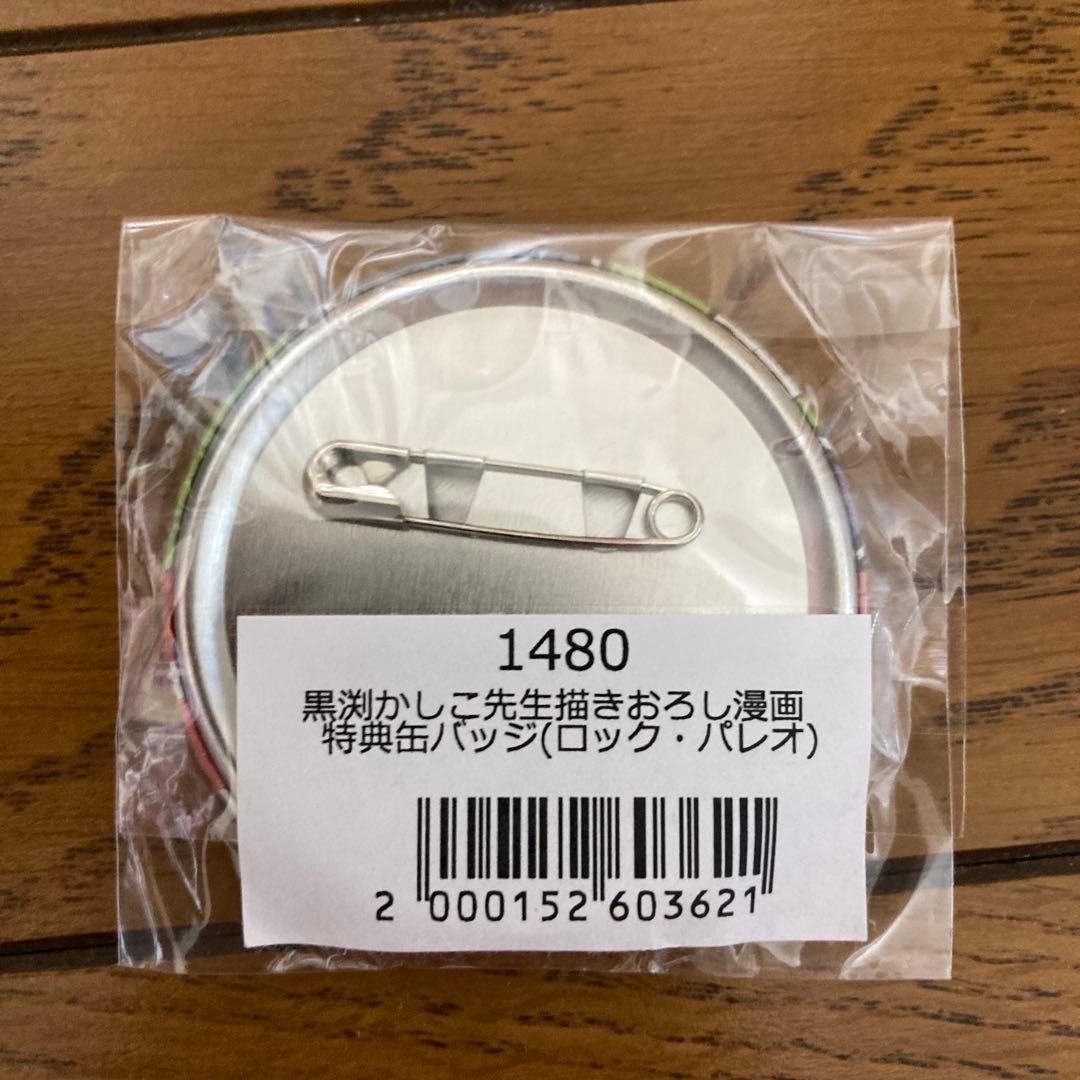 1480
黒渕かしこ先生描きおろし漫画
特典缶バッジ(ロック・パレオ)
2 000152 603621